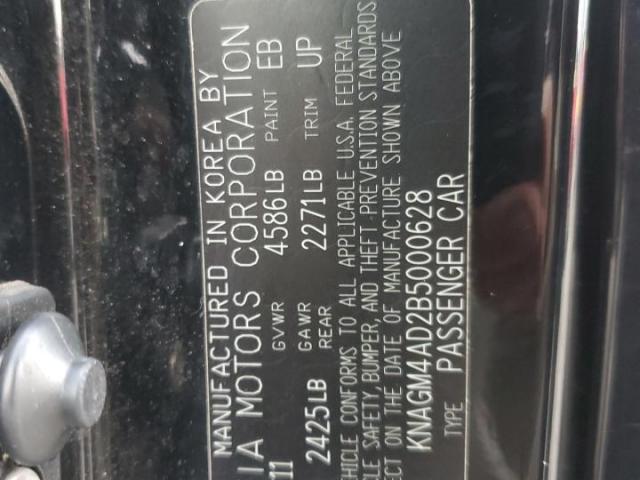 MANUFACTURED IN KOREA BY
IA MOTORS CORPORATION
11 GVWR 4586LB PAINT EB
2425LB GAWR REAR 2271LB TRIM UP
EHICLE CONFORMS TO ALL APPLICABLE U.S.A. FEDERAL
CLE SAFETY BUMPER, AND THEFT PREVENTION STANDARDS
ECT ON THE DATE OF MANUFACTURE SHOWN ABOVE
KNAGM4AD2B5000628
TYPE PASSENGER CAR